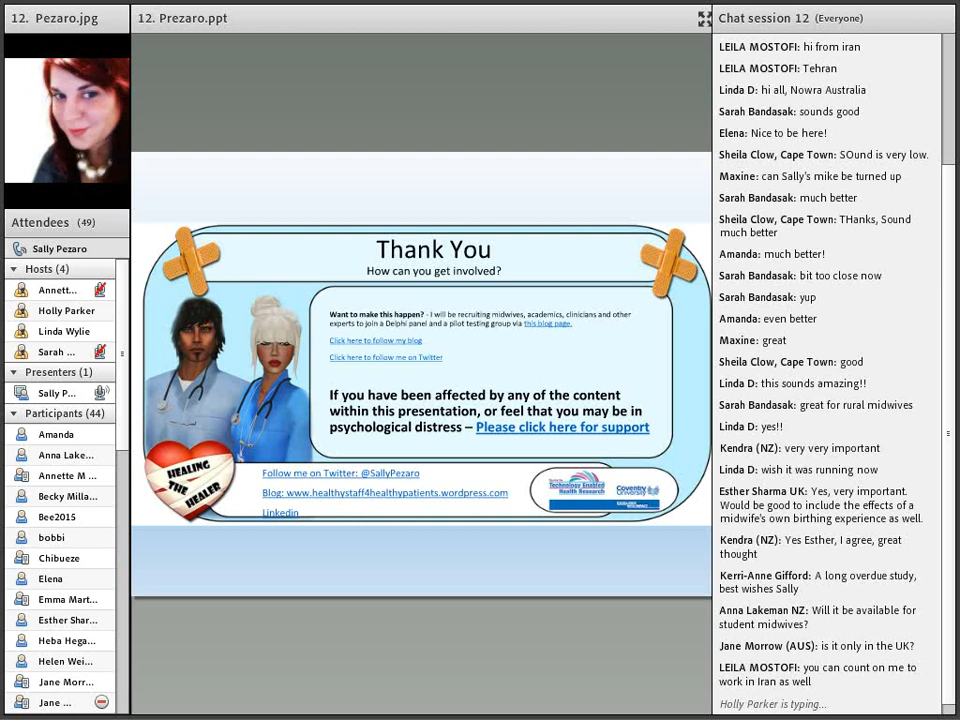 12. Pezaro.jpg
Attendees (49)
Sally Pezaro
Hosts (4)
Annett...
Holly Parker
Linda Wylie
Sarah ...
Presenters (1)
Sally P...
Participants (44)
Amanda
Anna Lake...
Annette M ...
Becky Milla...
Bee2015
bobbi
Chibueze
Elena
Emma Mart...
Esther Shar...
Heba Hega...
Helen Wei...
Jane Morr...
Jane ...
12. Prezaro.ppt
Thank You
How can you get involved?
Want to make this happen? - I will be recruiting midwives, academics, clinicians and other
experts to join a Delphi panel and a pilot testing group via this blog page.
Click here to follow my blog
Click here to follow me on Twitter
If you have been affected by any of the content
within this presentation, or feel that you may be in
psychological distress – Please click here for support
HEALING
THE
HEALER
Follow me on Twitter: @SallyPezaro
Blog: www.healthystaff4healthypatients.wordpress.com
Linkedin
Technology Enabled
Health Research
Coventry
University
Chat session 12 (Everyone)
LEILA MOSTOFI: hi from iran
LEILA MOSTOFI: Tehran
Linda D: hi all, Nowra Australia
Sarah Bandasak: sounds good
Elena: Nice to be here!
Sheila Clow, Cape Town: SOund is very low.
Maxine: can Sally's mike be turned up
Sarah Bandasak: much better
Sheila Clow, Cape Town: THanks, Sound
much better
Amanda: much better!
Sarah Bandasak: bit too close now
Sarah Bandasak: yup
Amanda: even better
Maxine: great
Sheila Clow, Cape Town: good
Linda D: this sounds amazing!!
Sarah Bandasak: great for rural midwives
Linda D: yes!!
Kendra (NZ): very very important
Linda D: wish it was running now
Esther Sharma UK: Yes, very important.
Would be good to include the effects of a
midwife's own birthing experience as well.
Kendra (NZ): Yes Esther, I agree, great
thought
Kerri-Anne Gifford: A long overdue study,
best wishes Sally
Anna Lakeman NZ: Will it be available for
student midwives?
Jane Morrow (AUS): is it only in the UK?
LEILA MOSTOFI: you can count on me to
work in Iran as well
Holly Parker is typing...